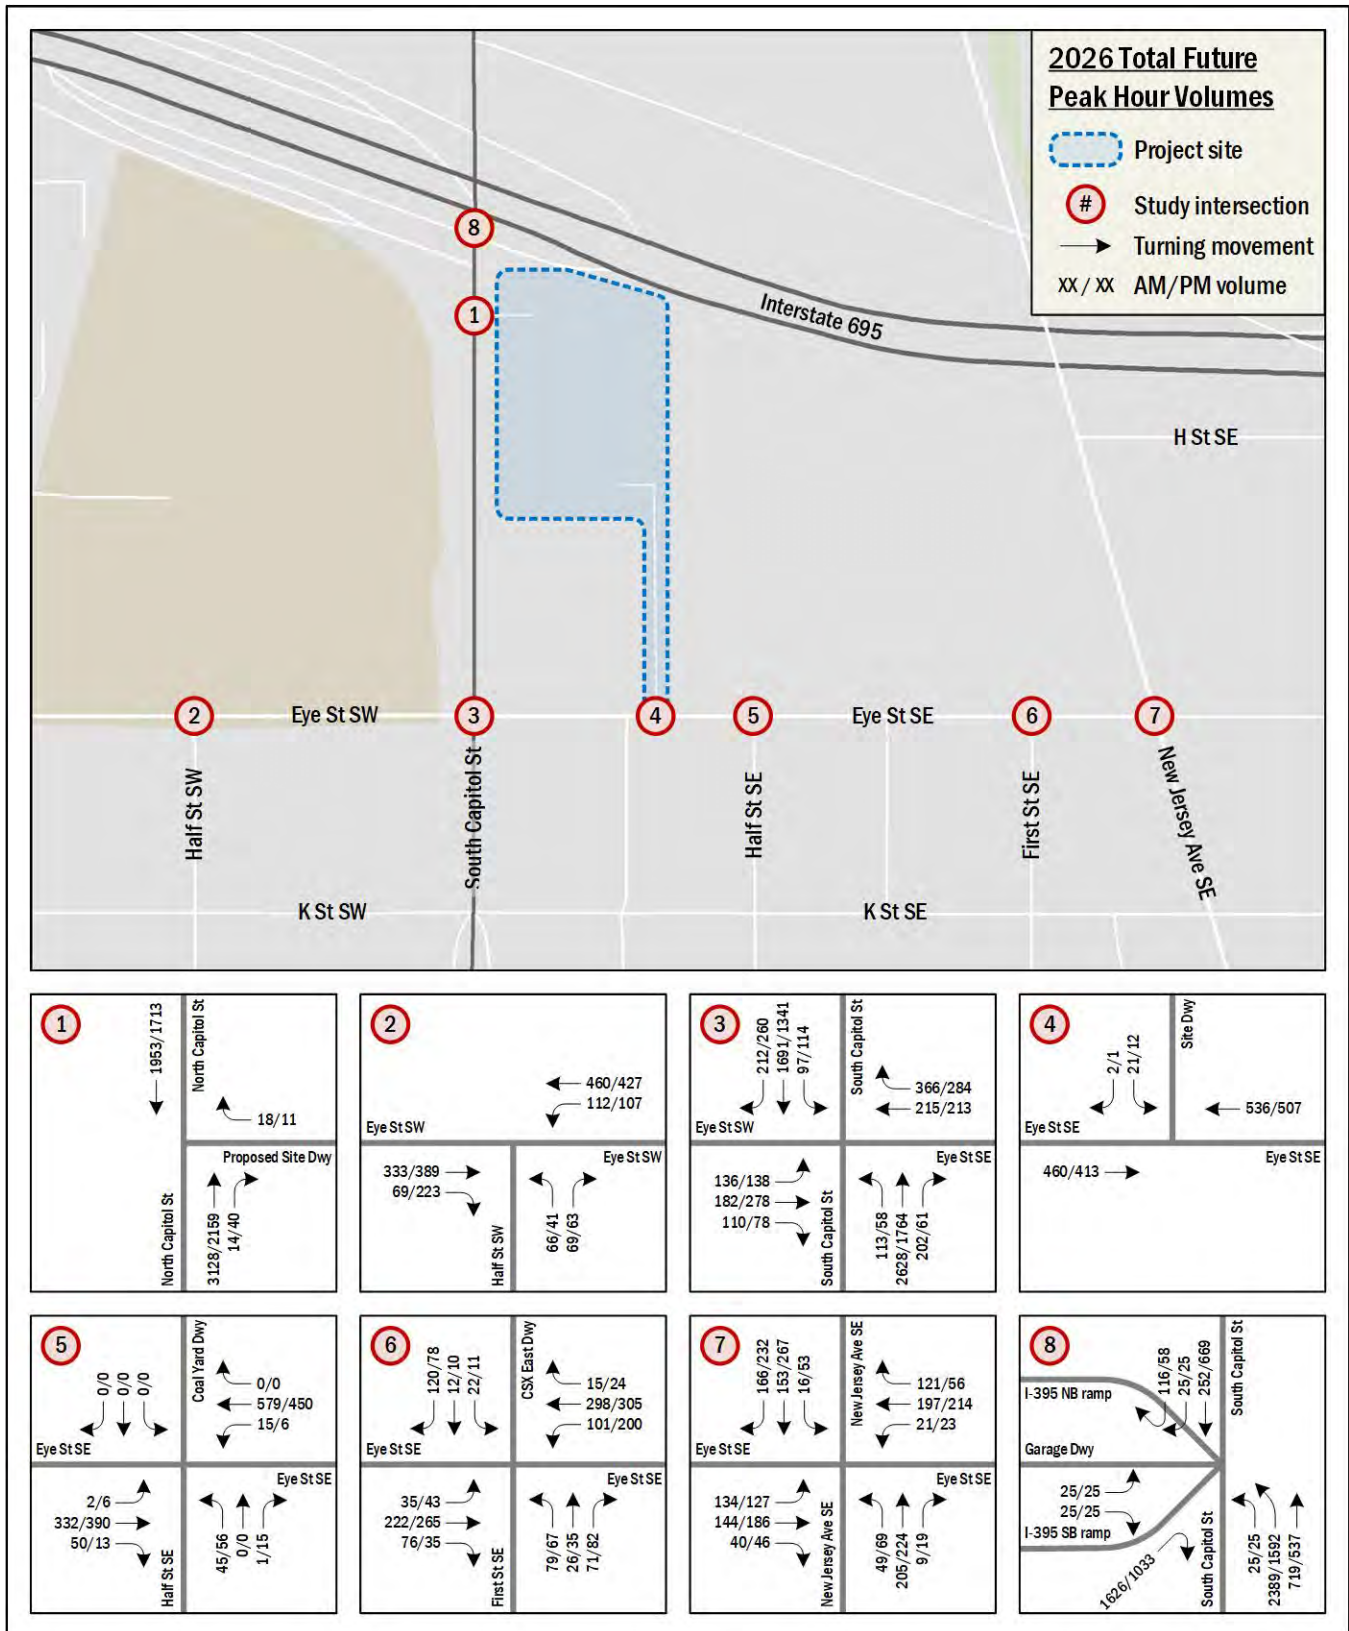 2026 Total Future
Peak Hour Volumes
Project site
# Study intersection
Turning movement
XX / XX AM/PM volume
8
1
Interstate 695
H St SE
2
Eye St SW
3
4
5
Eye St SE
6
7
Half St SW
South Capitol St
Half St SE
First St SE
New Jersey Ave SE
K St SW
K St SE
1
1953/1713
North Capitol St
18/11
Proposed Site Dwy
North Capitol St
3128/2159
14/40
2
460/427
112/107
Eye St SW
Eye St SW
333/389
69/223
Half St SW
66/41
69/63
3
212/260
1691/1341
97/114
South Capitol St
366/284
215/213
Eye St SW
Eye St SE
136/138
182/278
110/78
South Capitol St
113/58
2628/1764
202/61
4
2/1
21/12
Site Dwy
536/507
Eye St SE
Eye St SE
460/413
5
0/0
0/0
0/0
Coal Yard Dwy
0/0
579/450
15/6
Eye St SE
Eye St SE
2/6
332/390
50/13
Half St SE
45/56
0/0
1/15
6
120/78
12/10
22/11
CSX East Dwy
15/24
298/305
101/200
Eye St SE
Eye St SE
35/43
222/265
76/35
First St SE
79/67
26/35
71/82
7
166/232
153/267
16/53
New Jersey Ave SE
121/56
197/214
21/23
Eye St SE
Eye St SE
134/127
144/186
40/46
New Jersey Ave SE
49/69
205/224
9/19
8
116/58
25/25
252/669
South Capitol St
I-395 NB ramp
Garage Dwy
25/25
25/25
I-395 SB ramp
1626/1033
South Capitol St
25/25
2389/1592
719/537